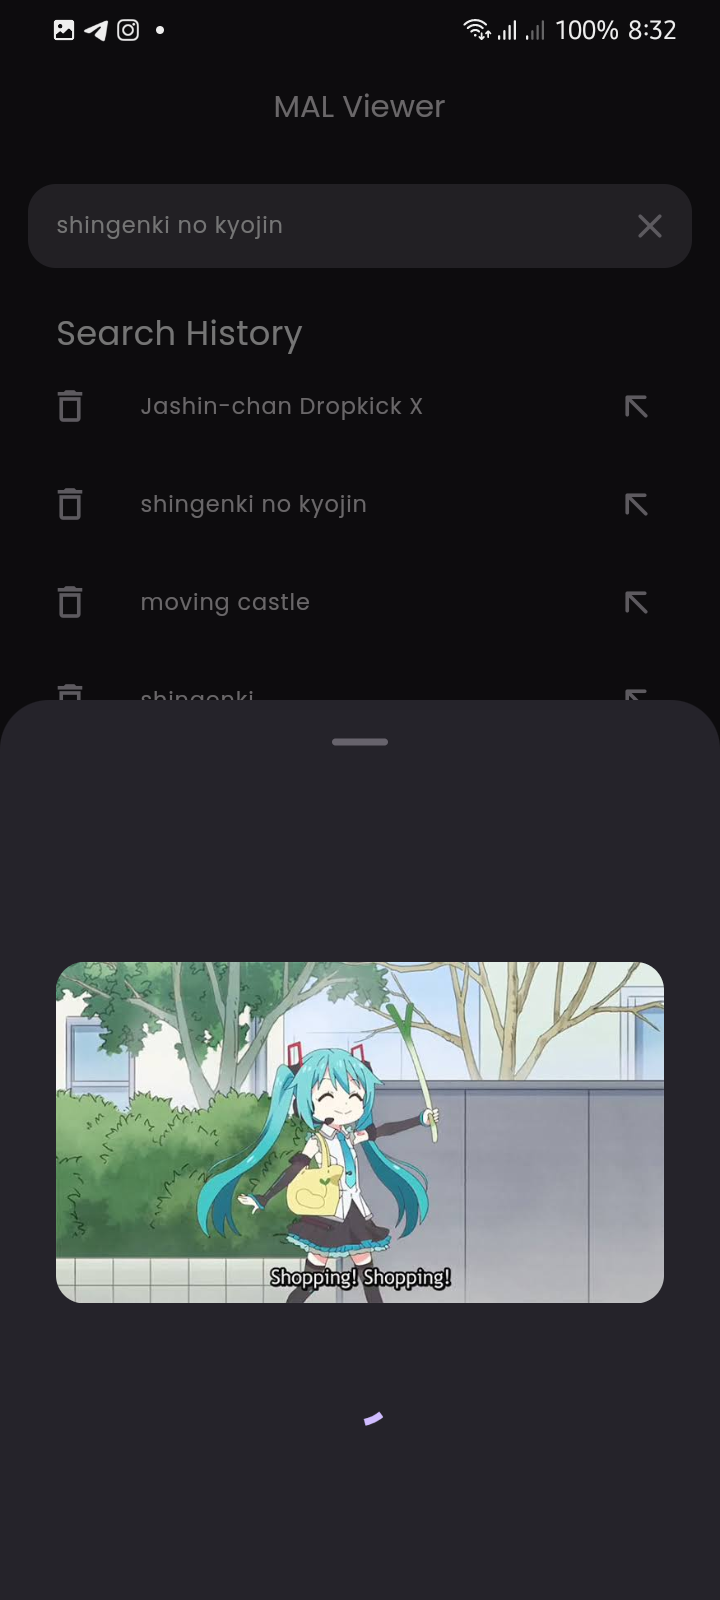 100% 8:32
MAL Viewer
shingenki no kyojin
Search History
Jashin-chan Dropkick X
shingenki no kyojin
moving castle
shingenki
Shopping! Shopping!